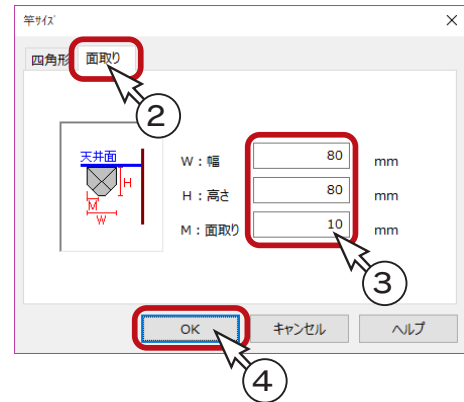 竿ｻｲｽﾞ
四角形 面取り
②
天井面
H
M
W
W：幅 80 mm
H：高さ 80 mm
M：面取り 10 mm
③
OK キャンセル ヘルプ
④